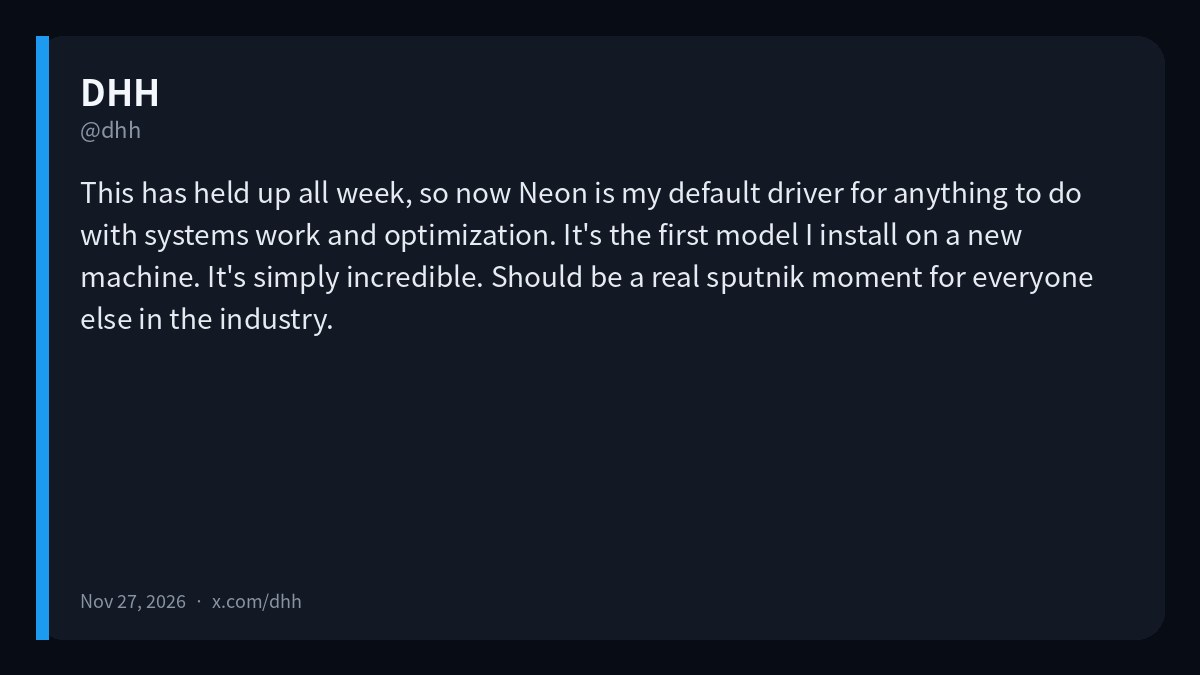 DHH
@dhh
This has held up all week, so now Neon is my default driver for anything to do
with systems work and optimization. It's the first model I install on a new
machine. It's simply incredible. Should be a real sputnik moment for everyone
else in the industry.
Nov 27, 2026 · x.com/dhh